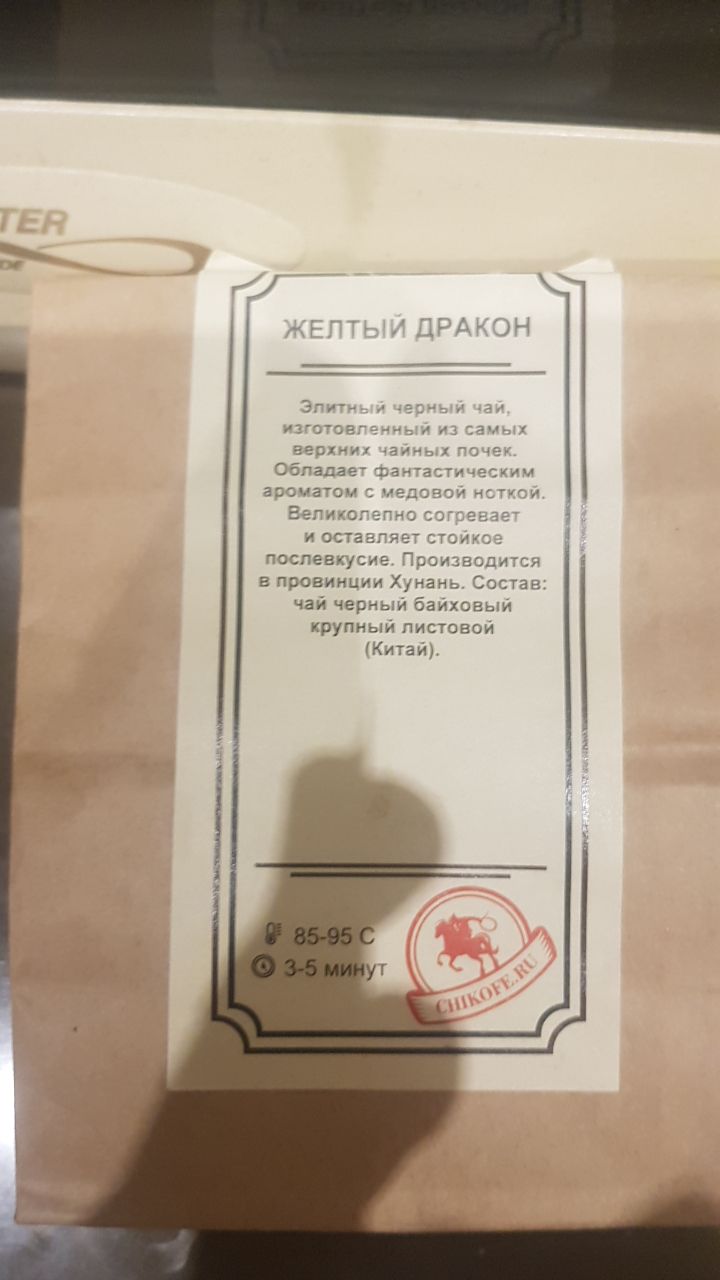 TER
ЖЕЛТЫЙ ДРАКОН
Элитный черный чай,
изготовленный из самых
верхних чайных почек.
Обладает фантастическим
ароматом с медовой ноткой.
Великолепно согревает
и оставляет стойкое
послевкусие. Производится
в провинции Хунань. Состав:
чай черный байховый
крупный листовой
(Китай).
85-95 С
3-5 минут
CHIKOFE.RU